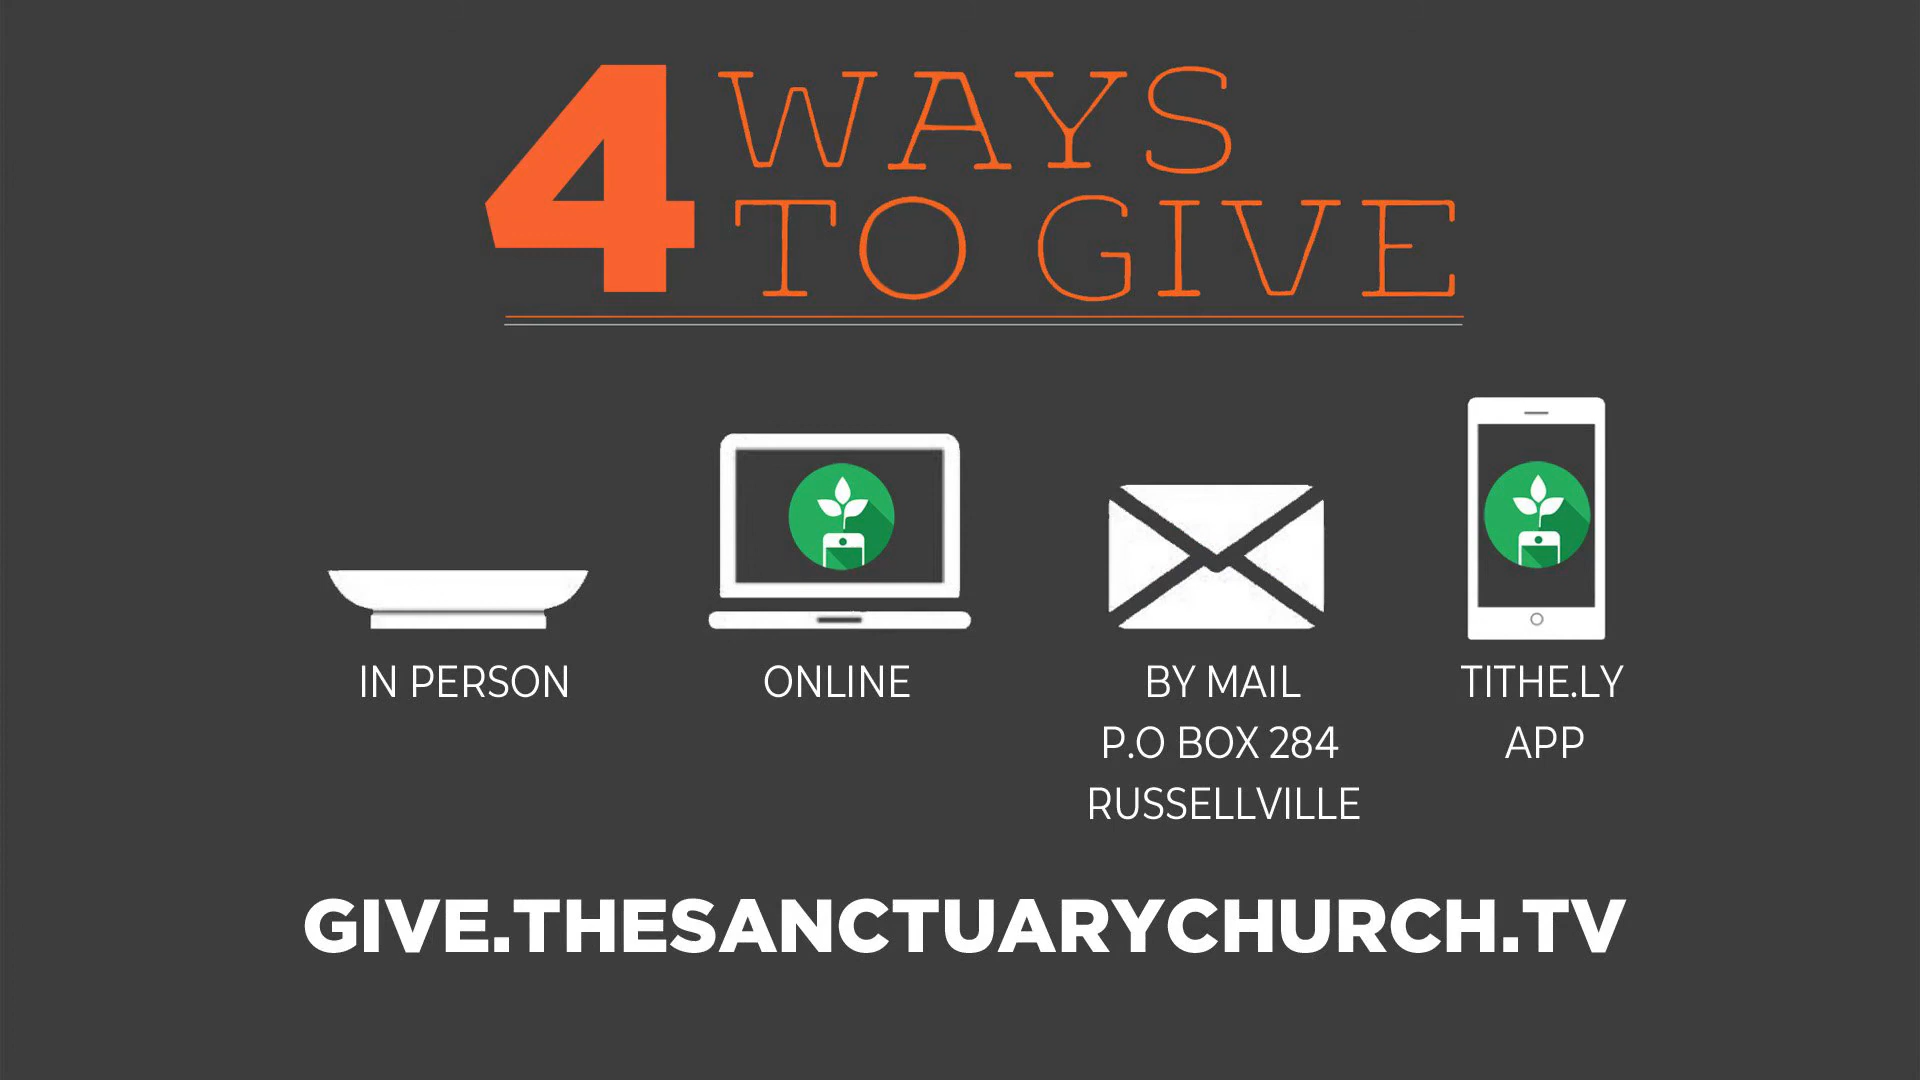 4 WAYS
TO GIVE
IN PERSON
ONLINE
BY MAIL
P.O BOX 284
RUSSELLVILLE
TITHE.LY
APP
GIVE.THESANCTUARYCHURCH.TV